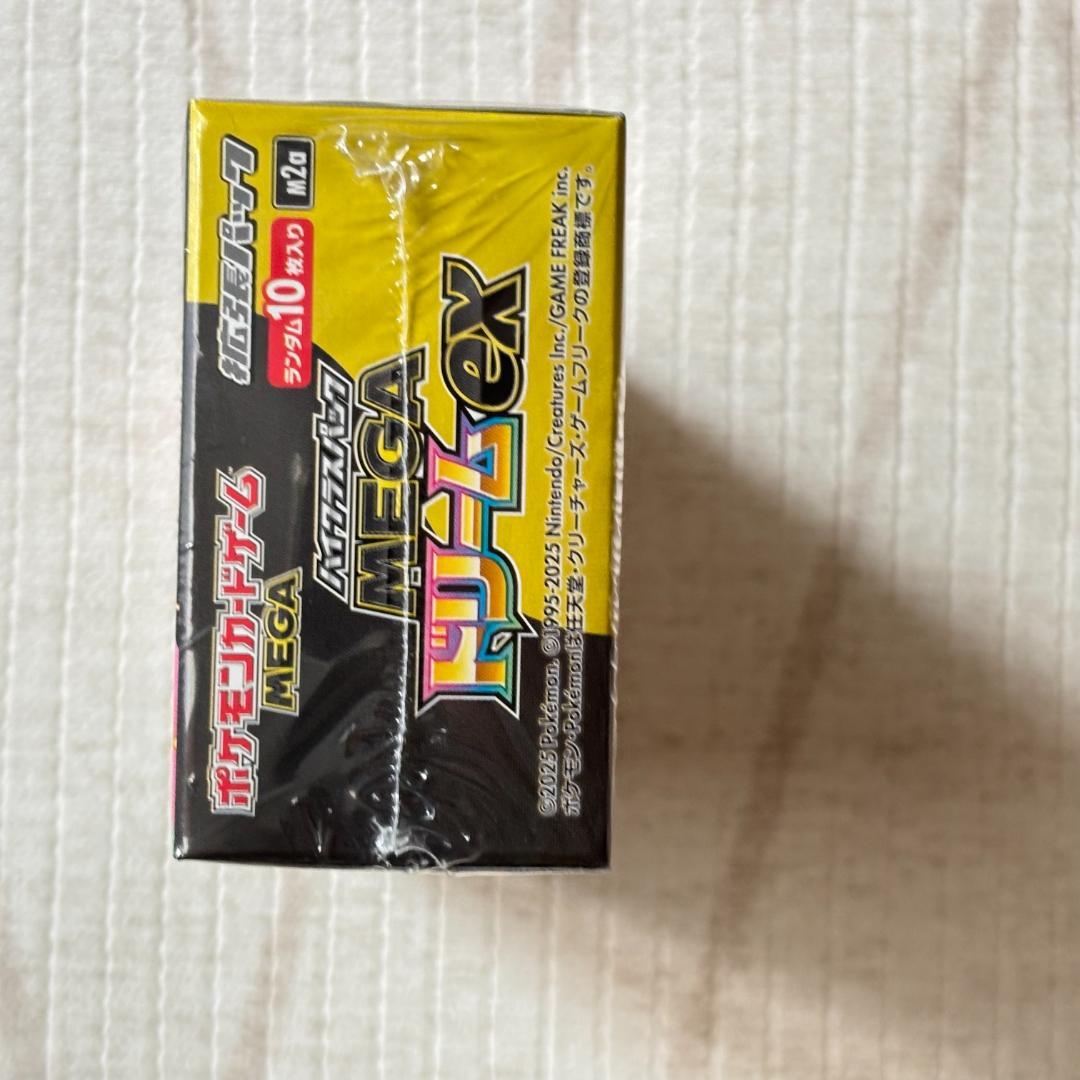 ポケモンカードゲーム
MEGA
拡張パック
ランダム10枚入り
M2a
ハイクラスパック
MEGA
ドリームex
©2025 Pokémon. ©1995-2025 Nintendo/Creatures Inc./GAME FREAK inc.
ポケモン・Pokémonは任天堂・クリーチャーズ・ゲームフリークの登録商標です。